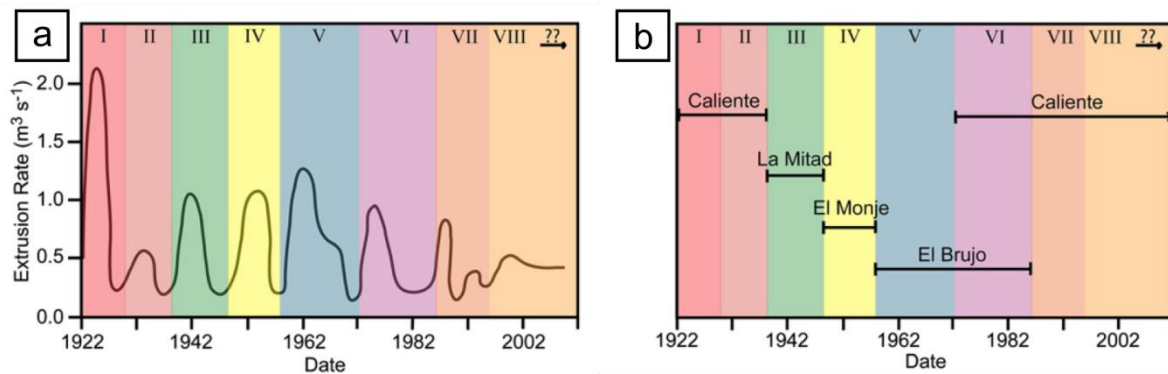 a
I II III IV V VI VII VIII ??
Extrusion Rate (m³ s⁻¹)
2.0
1.5
1.0
0.5
0.0
1922 1942 1962 1982 2002
Date
b
I II III IV V VI VII VIII ??
Caliente Caliente
La Mitad
El Monje
El Brujo
1922 1942 1962 1982 2002
Date